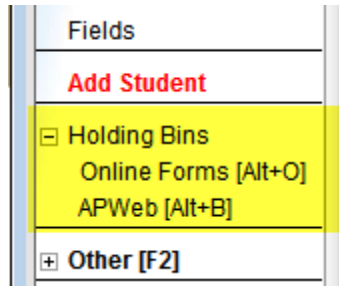 Fields
Add Student
Holding Bins
Online Forms [Alt+O]
APWeb [Alt+B]
Other [F2]